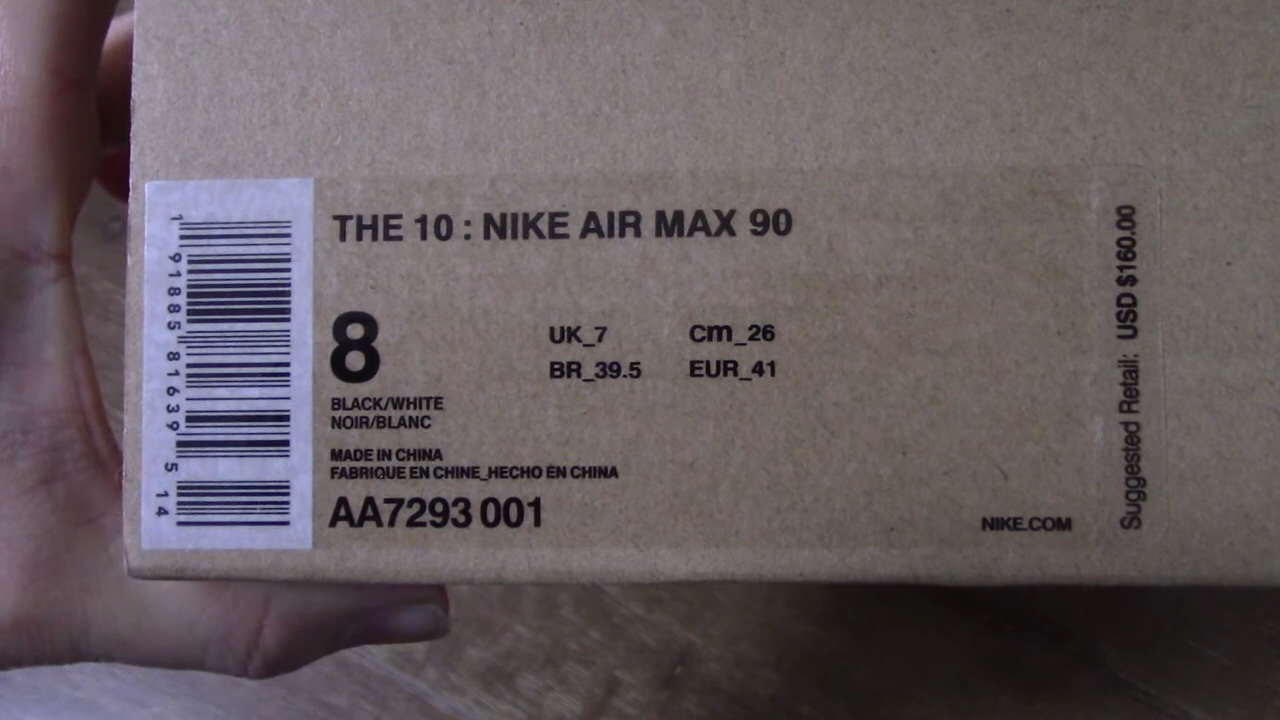 THE 10 : NIKE AIR MAX 90
8
UK_7 cm_26
BR_39.5 EUR_41
BLACK/WHITE
NOIR/BLANC
MADE IN CHINA
FABRIQUE EN CHINE_HECHO EN CHINA
AA7293 001
NIKE.COM
Suggested Retail: USD $160.00
1 91885 81639 5 14